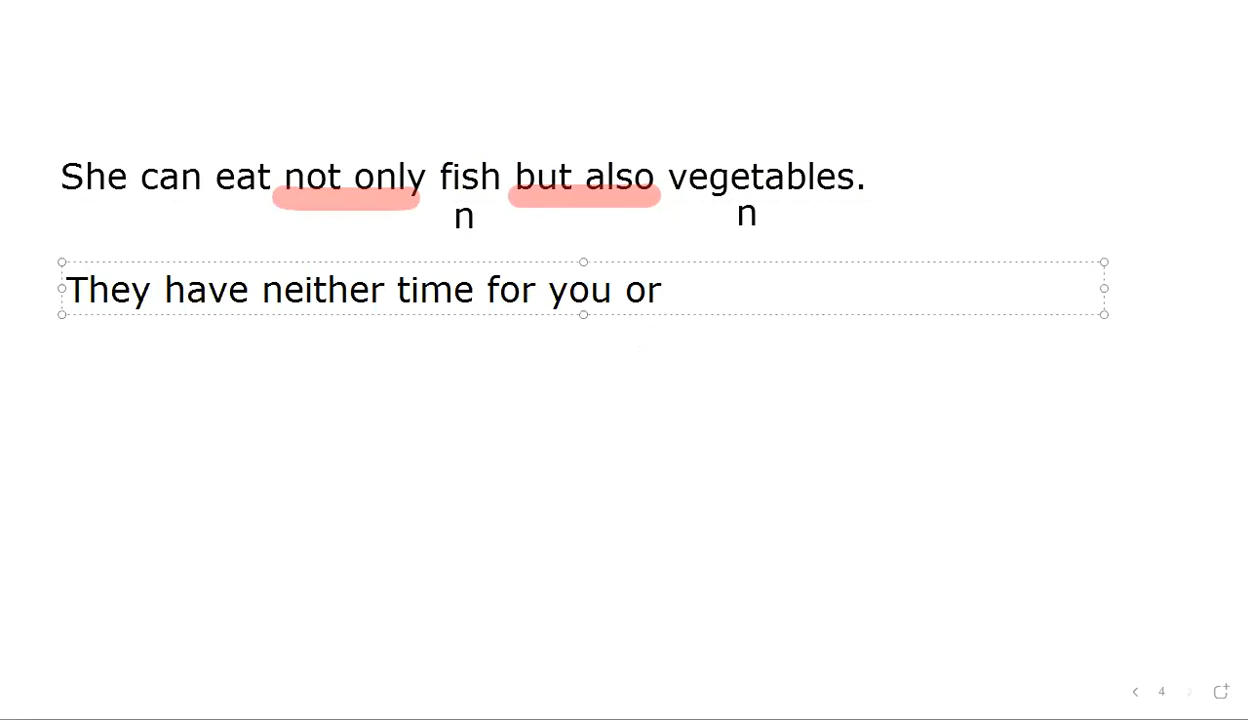 She can eat not only fish but also vegetables.
n n
They have neither time for you or
4